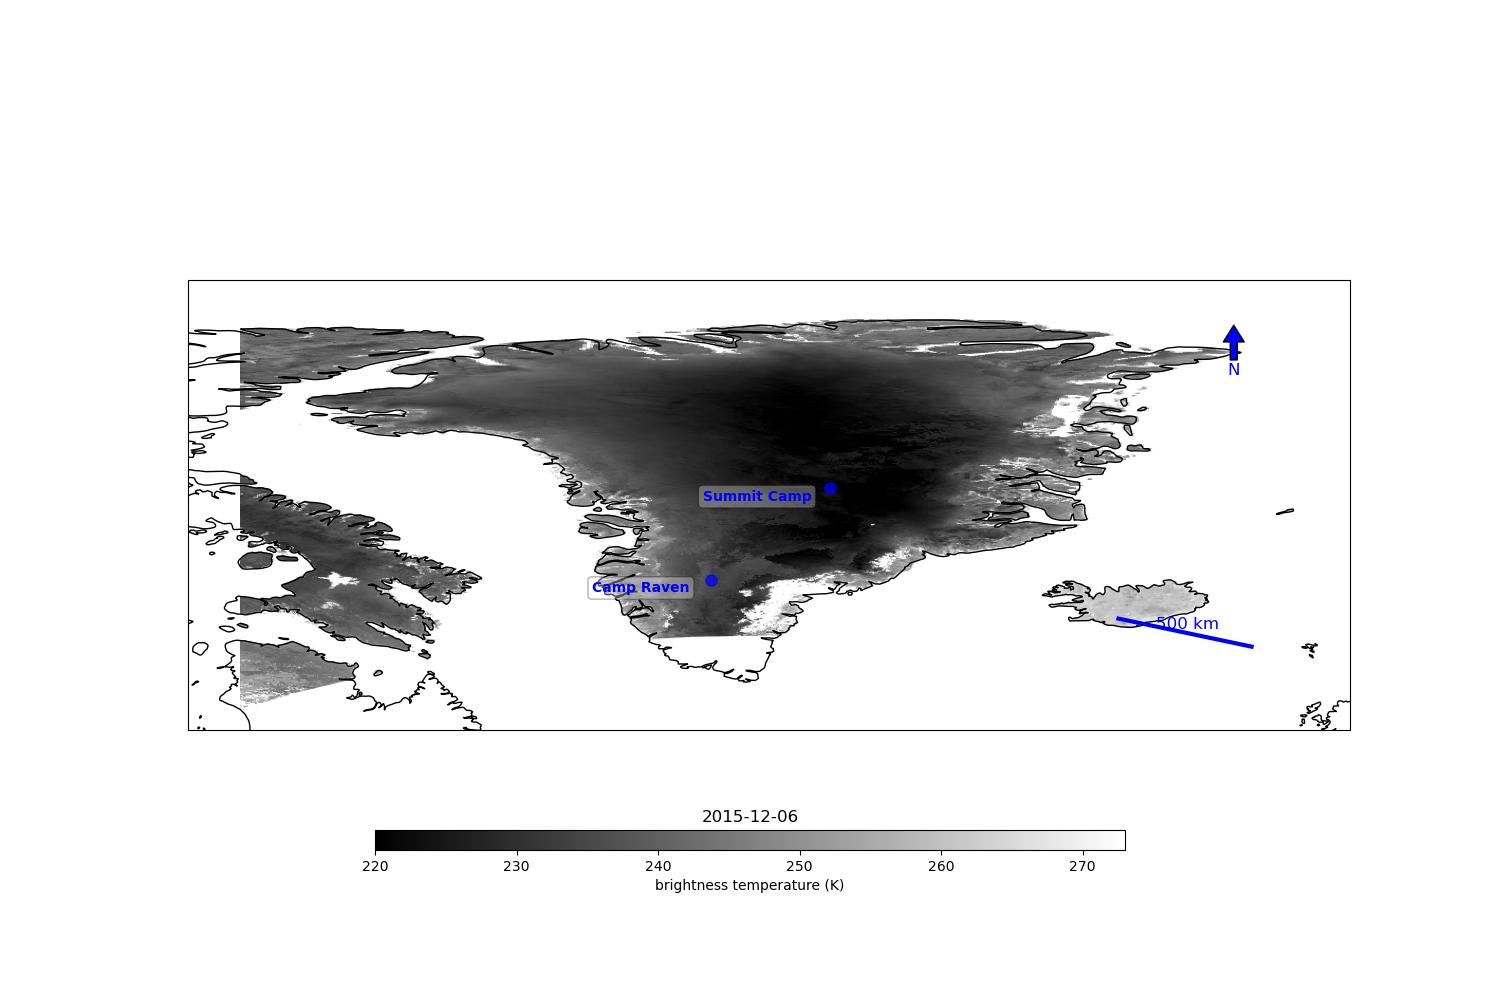 N
Summit Camp
Camp Raven
500 km
2015-12-06
220 230 240 250 260 270
brightness temperature (K)